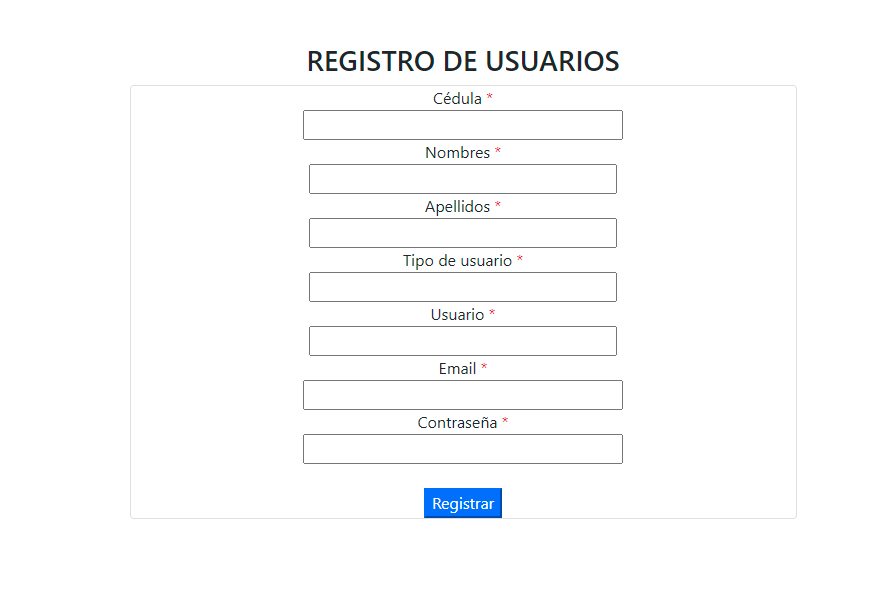 REGISTRO DE USUARIOS
Cédula *
Nombres *
Apellidos *
Tipo de usuario *
Usuario *
Email *
Contraseña *
Registrar